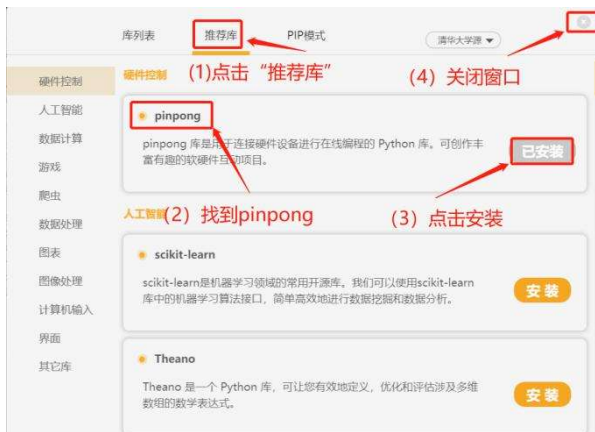 库列表 推荐库 PIP模式 清华大学源
(1)点击“推荐库” (4) 关闭窗口
硬件控制
人工智能
数据计算
游戏
爬虫
数据处理
图表
图像处理
计算机输入
界面
其它库
硬件控制
pinpong
pinpong 库是用于连接硬件设备进行在线编程的 Python 库。可创作丰
富有趣的软硬件互动项目。
已安装
(2) 找到pinpong (3) 点击安装
人工智能
scikit-learn
scikit-learn是机器学习领域的常用开源库。我们可以使用scikit-learn
库中的机器学习算法接口，简单高效地进行数据挖掘和数据分析。
安装
Theano
Theano 是一个 Python 库，可让您有效地定义，优化和评估涉及多维
数组的数学表达式。
安装